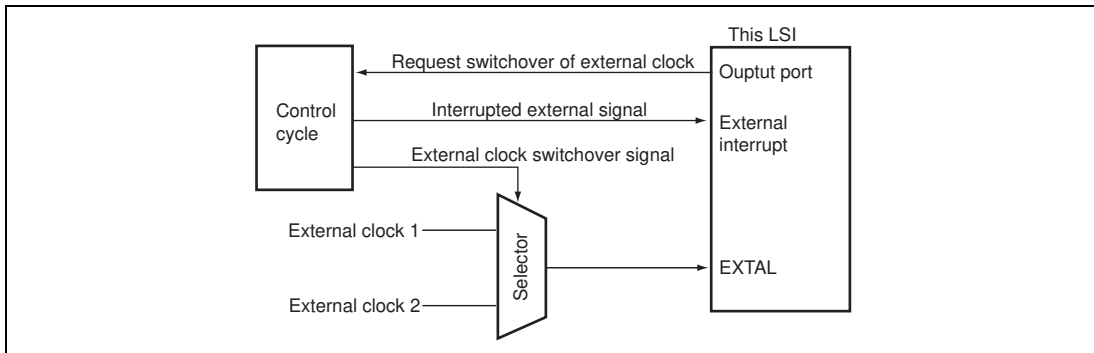 This LSI
Request switchover of external clock
Ouptut port
Control
cycle
Interrupted external signal
External
interrupt
External clock switchover signal
External clock 1
Selector
EXTAL
External clock 2